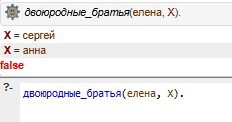 двоюродные_братья(елена, X).
X = сергей
X = анна
false
?- двоюродные_братья(елена, X).